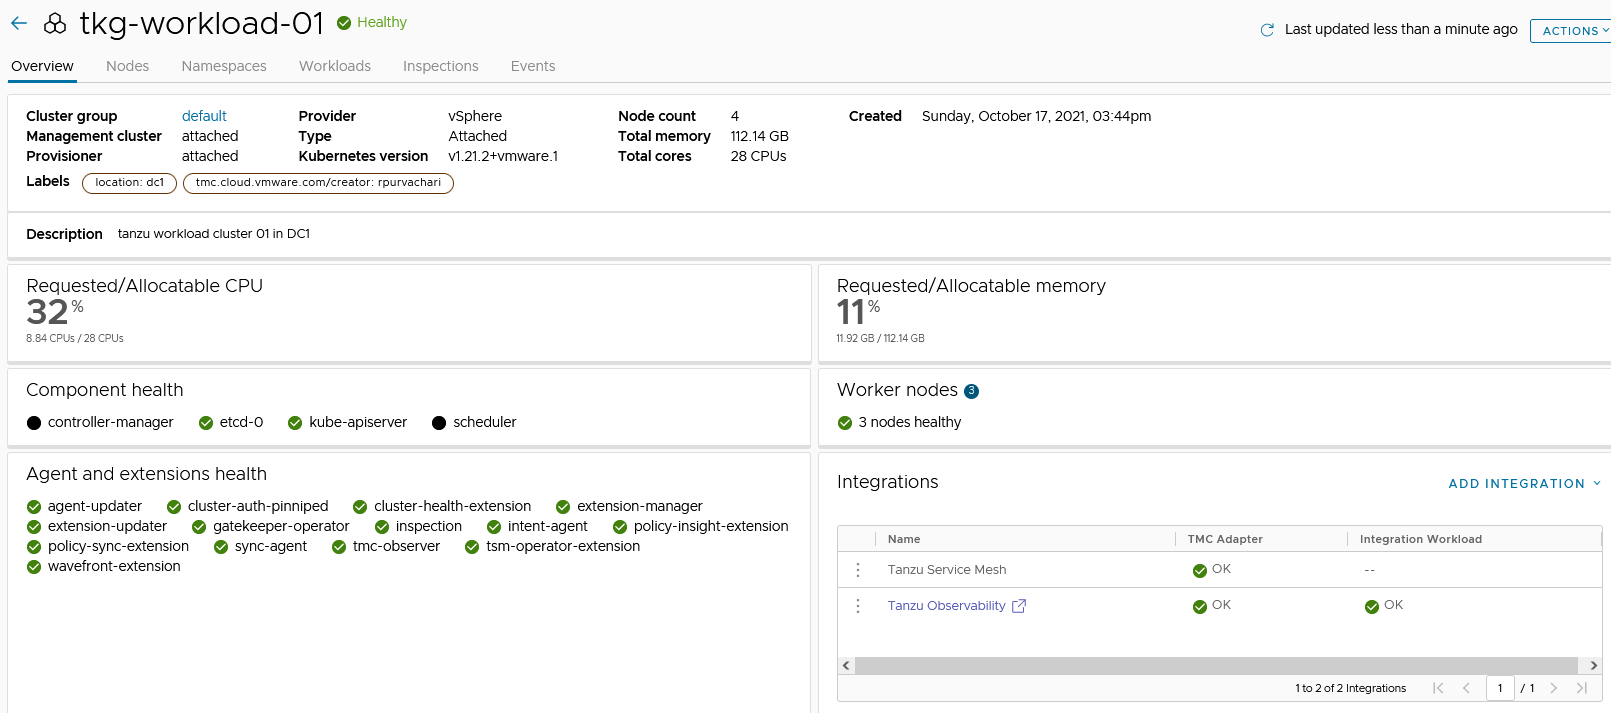 tkg-workload-01 Healthy
Last updated less than a minute ago ACTIONS
Overview Nodes Namespaces Workloads Inspections Events
Cluster group default Provider vSphere Node count 4 Created Sunday, October 17, 2021, 03:44pm
Management cluster attached Type Attached Total memory 112.14 GB
Provisioner attached Kubernetes version v1.21.2+vmware.1 Total cores 28 CPUs
Labels location: dc1 tmc.cloud.vmware.com/creator: rpurvachari
Description tanzu workload cluster 01 in DC1
Requested/Allocatable CPU
32 %
8.84 CPUs / 28 CPUs
Requested/Allocatable memory
11 %
11.92 GB / 112.14 GB
Component health
controller-manager etcd-0 kube-apiserver scheduler
Worker nodes 3
3 nodes healthy
Agent and extensions health
agent-updater cluster-auth-pinniped cluster-health-extension extension-manager
extension-updater gatekeeper-operator inspection intent-agent policy-insight-extension
policy-sync-extension sync-agent tmc-observer tsm-operator-extension
wavefront-extension
Integrations ADD INTEGRATION
Name TMC Adapter Integration Workload
Tanzu Service Mesh OK --
Tanzu Observability OK OK
1 to 2 of 2 Integrations 1 / 1